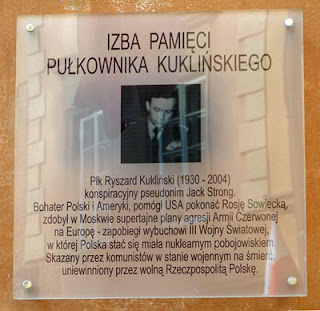 IZBA PAMIĘCI
PUŁKOWNIKA KUKLIŃSKIEGO
Płk Ryszard Kukliński (1930 - 2004)
konspiracyjny pseudonim Jack Strong.
Bohater Polski i Ameryki, pomógł USA pokonać Rosję Sowiecką,
zdobył w Moskwie supertajne plany agresji Armii Czerwonej
na Europę - zapobiegł wybuchowi III Wojny Światowej,
w której Polska stać się miała nuklearnym pobojowiskiem.
Skazany przez komunistów w stanie wojennym na śmierć,
uniewinniony przez wolną Rzeczpospolitą Polskę.